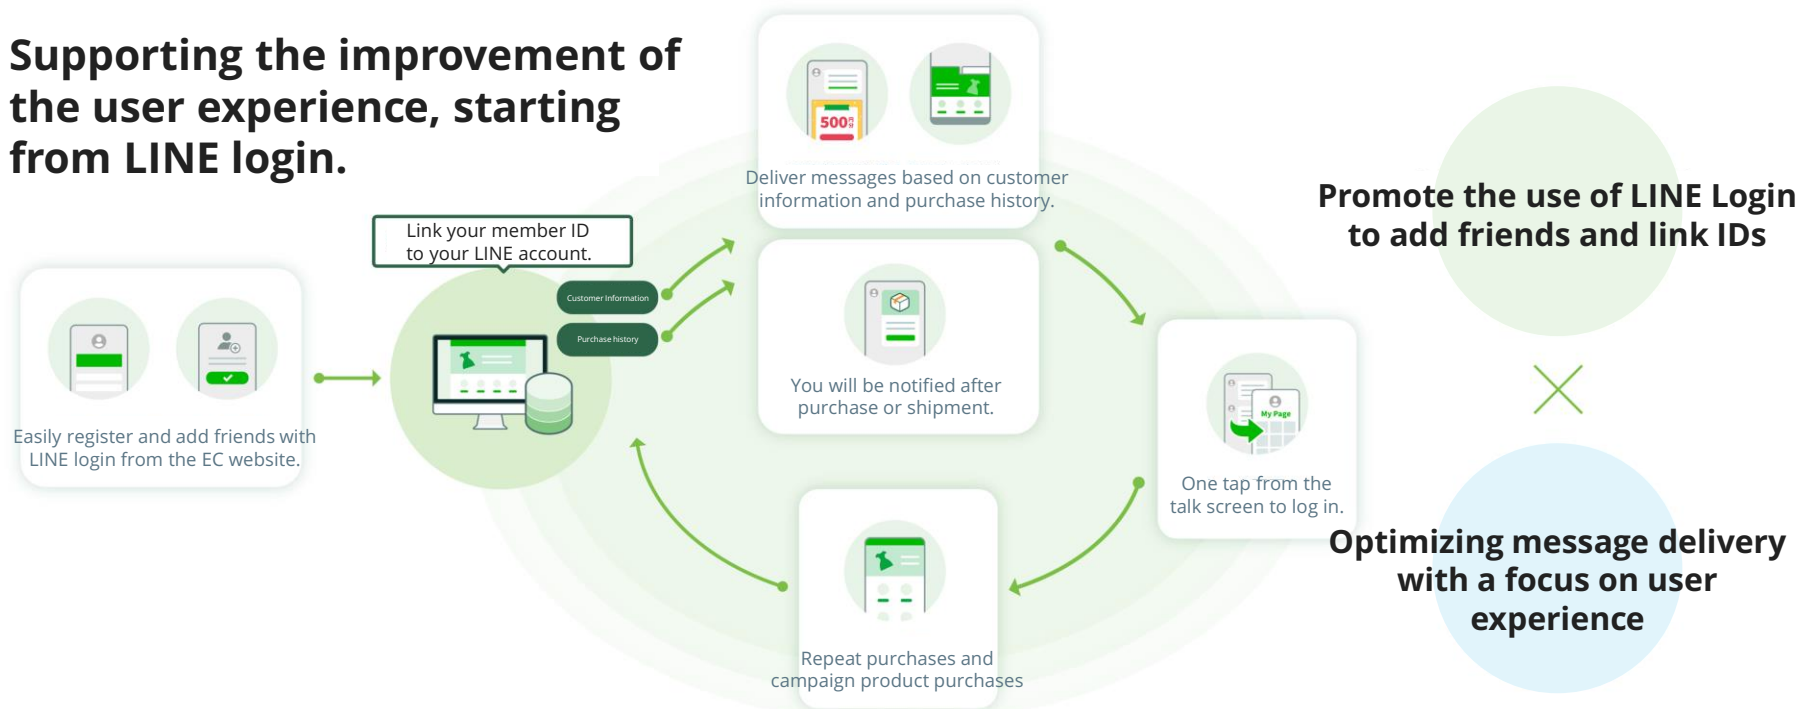 Supporting the improvement of
the user experience, starting
from LINE login.
Easily register and add friends with
LINE login from the EC website.
Link your member ID
to your LINE account.
Customer Information
Purchase history
500
Deliver messages based on customer
information and purchase history.
You will be notified after
purchase or shipment.
My Page
One tap from the
talk screen to log in.
Repeat purchases and
campaign product purchases
Promote the use of LINE Login
to add friends and link IDs
Optimizing message delivery
with a focus on user
experience